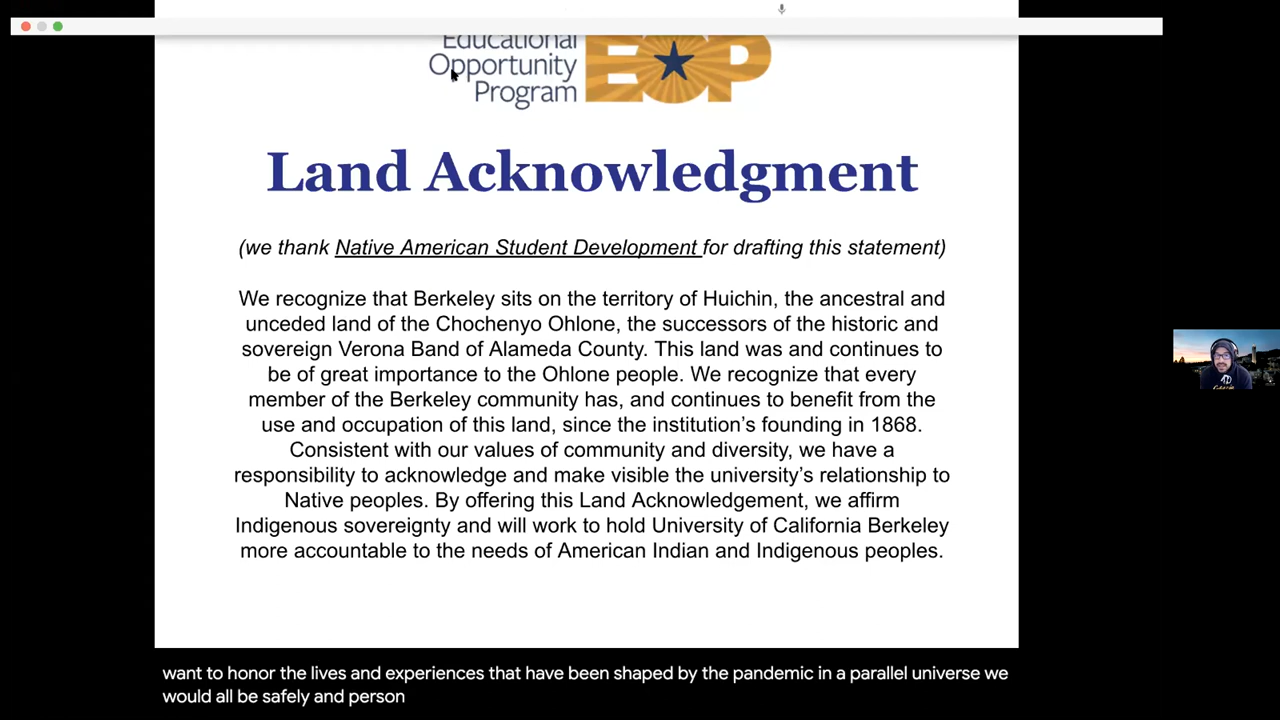 Educational
Opportunity
Program
EOP
Land Acknowledgment
(we thank Native American Student Development for drafting this statement)
We recognize that Berkeley sits on the territory of Huichin, the ancestral and
unceded land of the Chochenyo Ohlone, the successors of the historic and
sovereign Verona Band of Alameda County. This land was and continues to
be of great importance to the Ohlone people. We recognize that every
member of the Berkeley community has, and continues to benefit from the
use and occupation of this land, since the institution’s founding in 1868.
Consistent with our values of community and diversity, we have a
responsibility to acknowledge and make visible the university’s relationship to
Native peoples. By offering this Land Acknowledgement, we affirm
Indigenous sovereignty and will work to hold University of California Berkeley
more accountable to the needs of American Indian and Indigenous peoples.
want to honor the lives and experiences that have been shaped by the pandemic in a parallel universe we
would all be safely and person